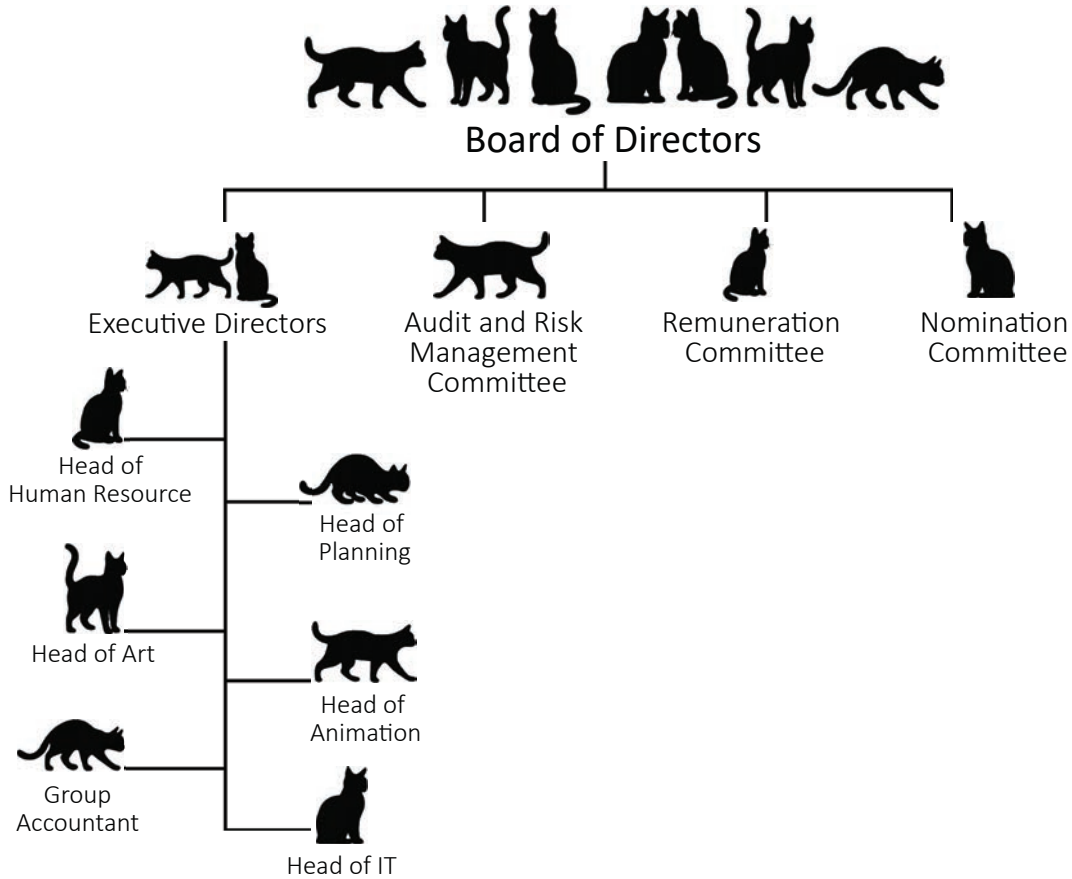 Board of Directors
Executive Directors
Audit and Risk
Management
Committee
Remuneration
Committee
Nomination
Committee
Head of
Human Resource
Head of
Planning
Head of Art
Head of
Animation
Group
Accountant
Head of IT